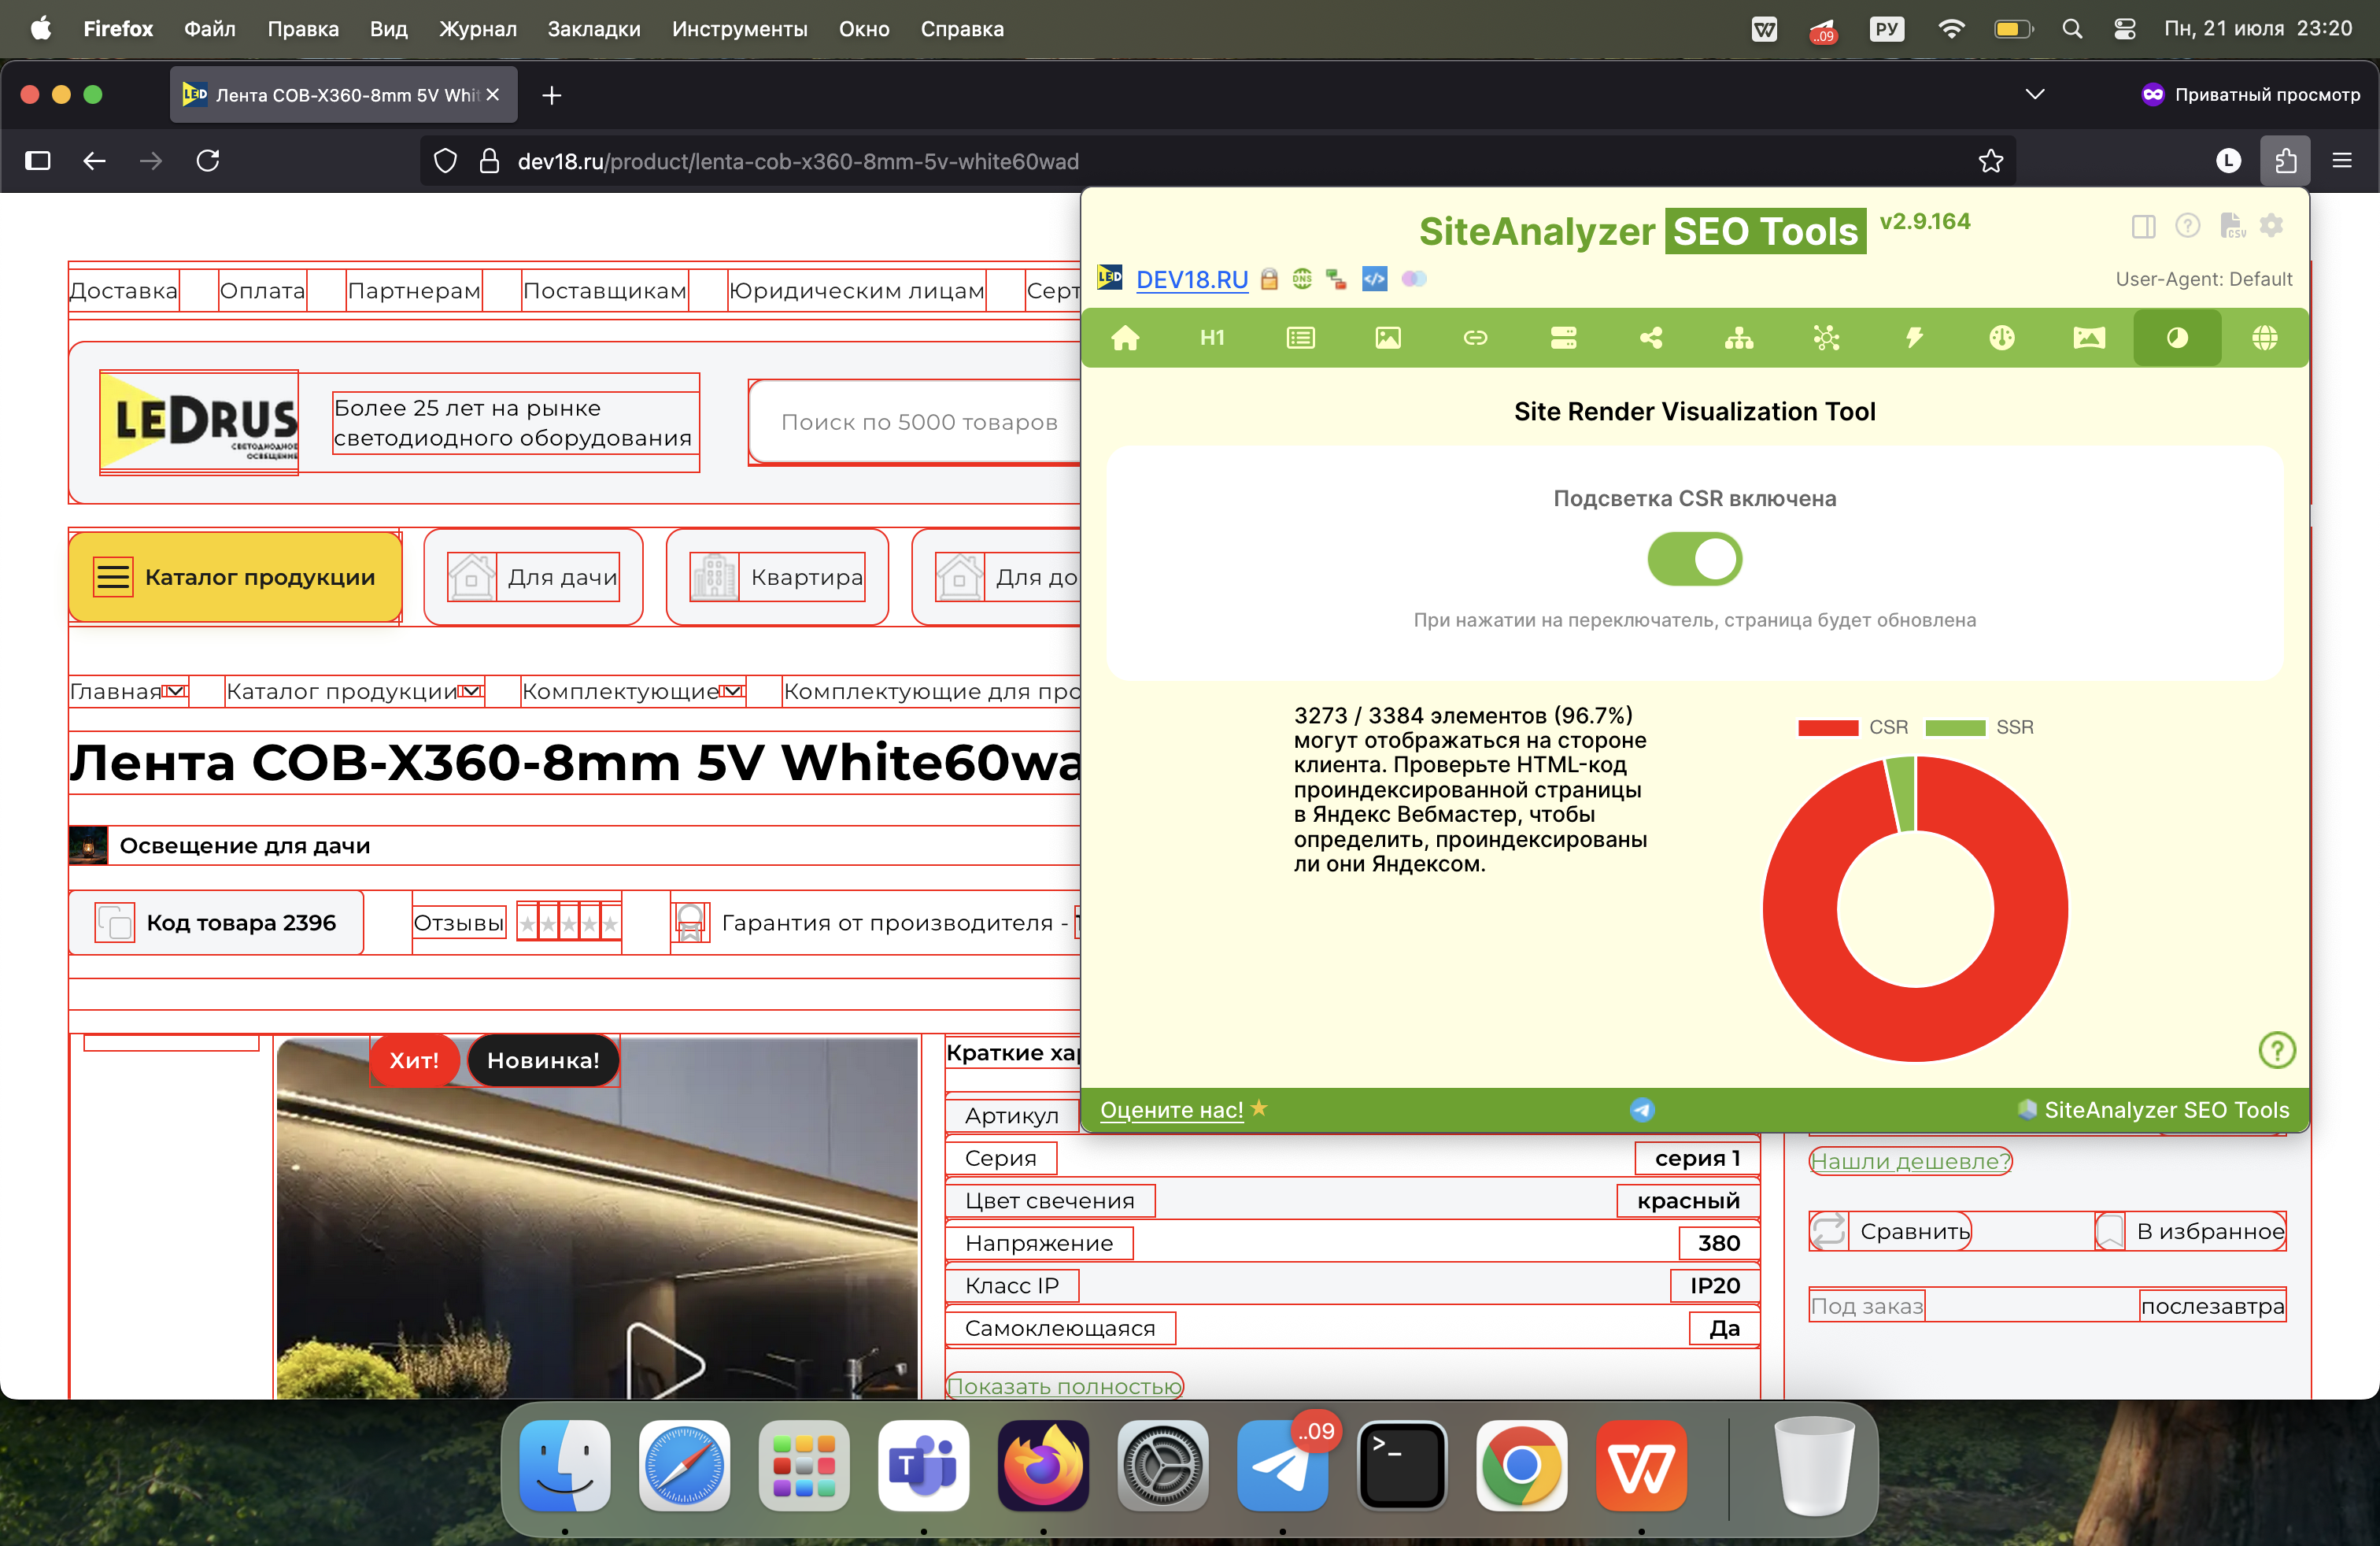 Firefox Файл Правка Вид Журнал Закладки Инструменты Окно Справка
..09 РУ Пн, 21 июля 23:20
Лента COB-X360-8mm 5V Whi
Приватный просмотр
dev18.ru/product/lenta-cob-x360-8mm-5v-white60wad
L
Доставка Оплата Партнерам Поставщикам Юридическим лицам Серт
LEDRUS
СВЕТОДИОДНОЕ
ОСВЕЩЕНИЕ
Более 25 лет на рынке
светодиодного оборудования
Поиск по 5000 товаров
Каталог продукции
Для дачи
Квартира
Для до
Главная Каталог продукции Комплектующие Комплектующие для про
Лента COB-X360-8mm 5V White60wa
Освещение для дачи
Код товара 2396
Отзывы
Гарантия от производителя -
Хит!
Новинка!
Краткие ха
Артикул
Серия серия 1
Цвет свечения красный
Напряжение 380
Класс IP IP20
Самоклеющаяся Да
Показать полностью
Нашли дешевле?
Сравнить
В избранное
Под заказ послезавтра
SiteAnalyzer SEO Tools v2.9.164
CSV
LED DEV18.RU DNS
User-Agent: Default
H1
Site Render Visualization Tool
Подсветка CSR включена
При нажатии на переключатель, страница будет обновлена
3273 / 3384 элементов (96.7%)
могут отображаться на стороне
клиента. Проверьте HTML-код
проиндексированной страницы
в Яндекс Вебмастер, чтобы
определить, проиндексированы
ли они Яндексом.
CSR SSR
Оцените нас!
SiteAnalyzer SEO Tools
..09